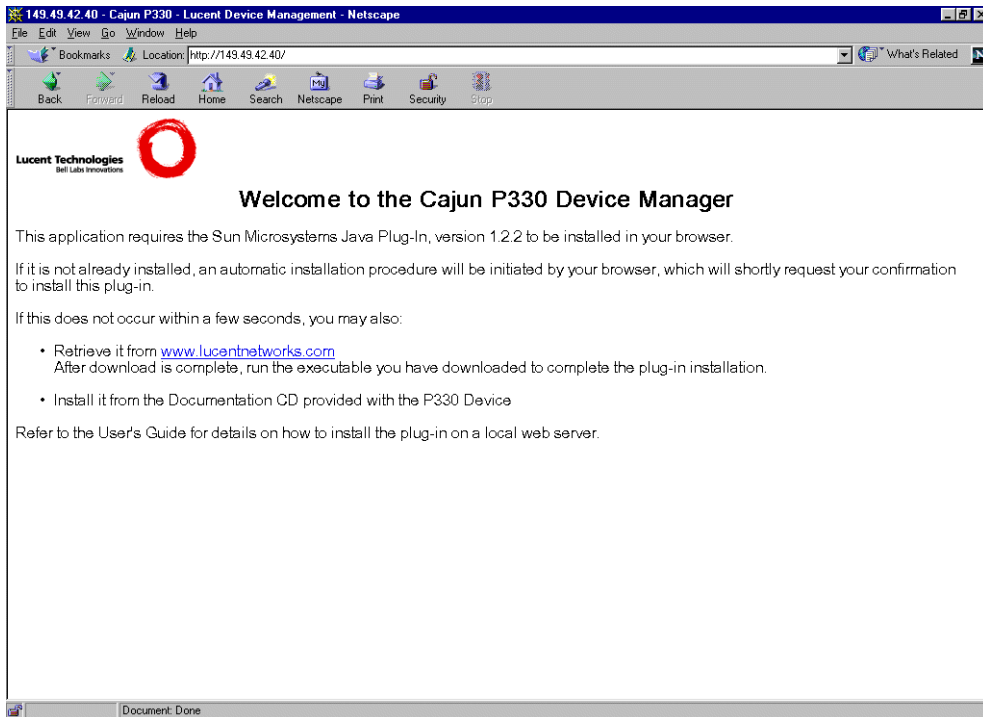 149.49.42.40 - Cajun P330 - Lucent Device Management - Netscape
File Edit View Go Window Help
Bookmarks Location: http://149.49.42.40/ What's Related
N
My
Back Forward Reload Home Search Netscape Print Security Stop
Lucent Technologies
Bell Labs Innovations
Welcome to the Cajun P330 Device Manager
This application requires the Sun Microsystems Java Plug-In, version 1.2.2 to be installed in your browser.
If it is not already installed, an automatic installation procedure will be initiated by your browser, which will shortly request your confirmation
to install this plug-in.
If this does not occur within a few seconds, you may also:
• Retrieve it from www.lucentnetworks.com
After download is complete, run the executable you have downloaded to complete the plug-in installation.
• Install it from the Documentation CD provided with the P330 Device
Refer to the User's Guide for details on how to install the plug-in on a local web server.
Document: Done